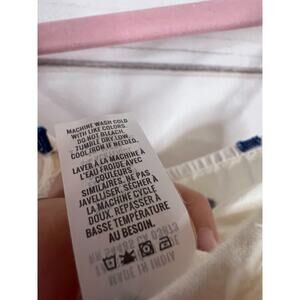 MACHINE WASH COLD
WITH LIKE COLORS.
DO NOT BLEACH.
TUMBLE DRY LOW.
COOL IRON IF NEEDED.
LAVER À LA MACHINE À
L'EAU FROIDE AVEC
COULEURS
SIMILAIRES. NE PAS
JAVELLISER. SÉCHER À
LA MACHINE CYCLE
DOUX. REPASSER À
BASSE TEMPÉRATURE
AU BESOIN.
MADE IN INDIA